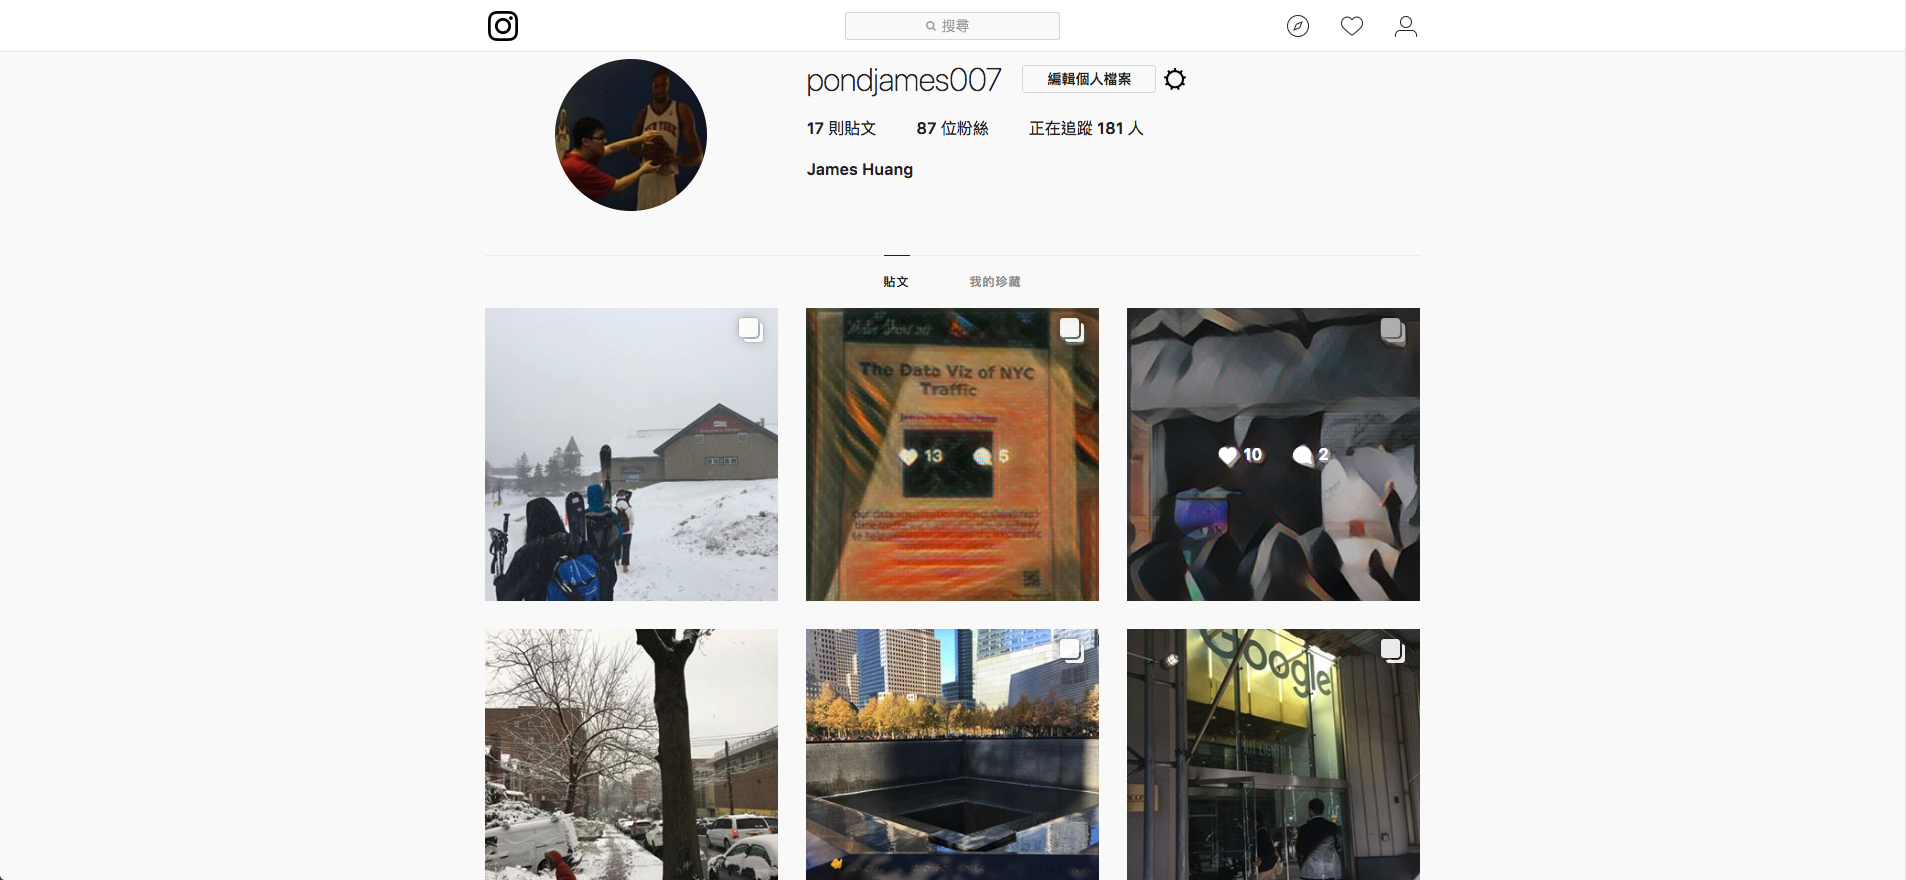 搜尋
pondjames007
編輯個人檔案
17 則貼文
87 位粉絲
正在追蹤 181 人
James Huang
貼文
我的珍藏
NEW YORK
The Data Viz of NYC
Traffic
13
5
10
2
Google